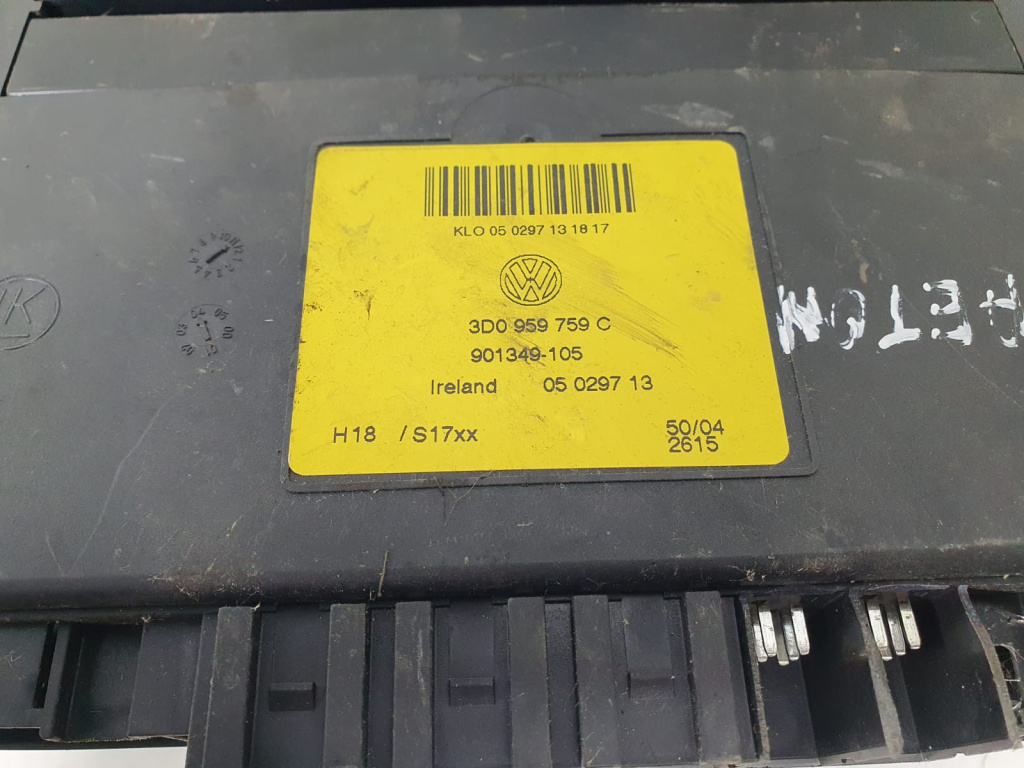 KLO 05 0297 13 18 17
VW
3D0 959 759 C
901349-105
Ireland 05 0297 13
H18 /S17xx 50/04
2615